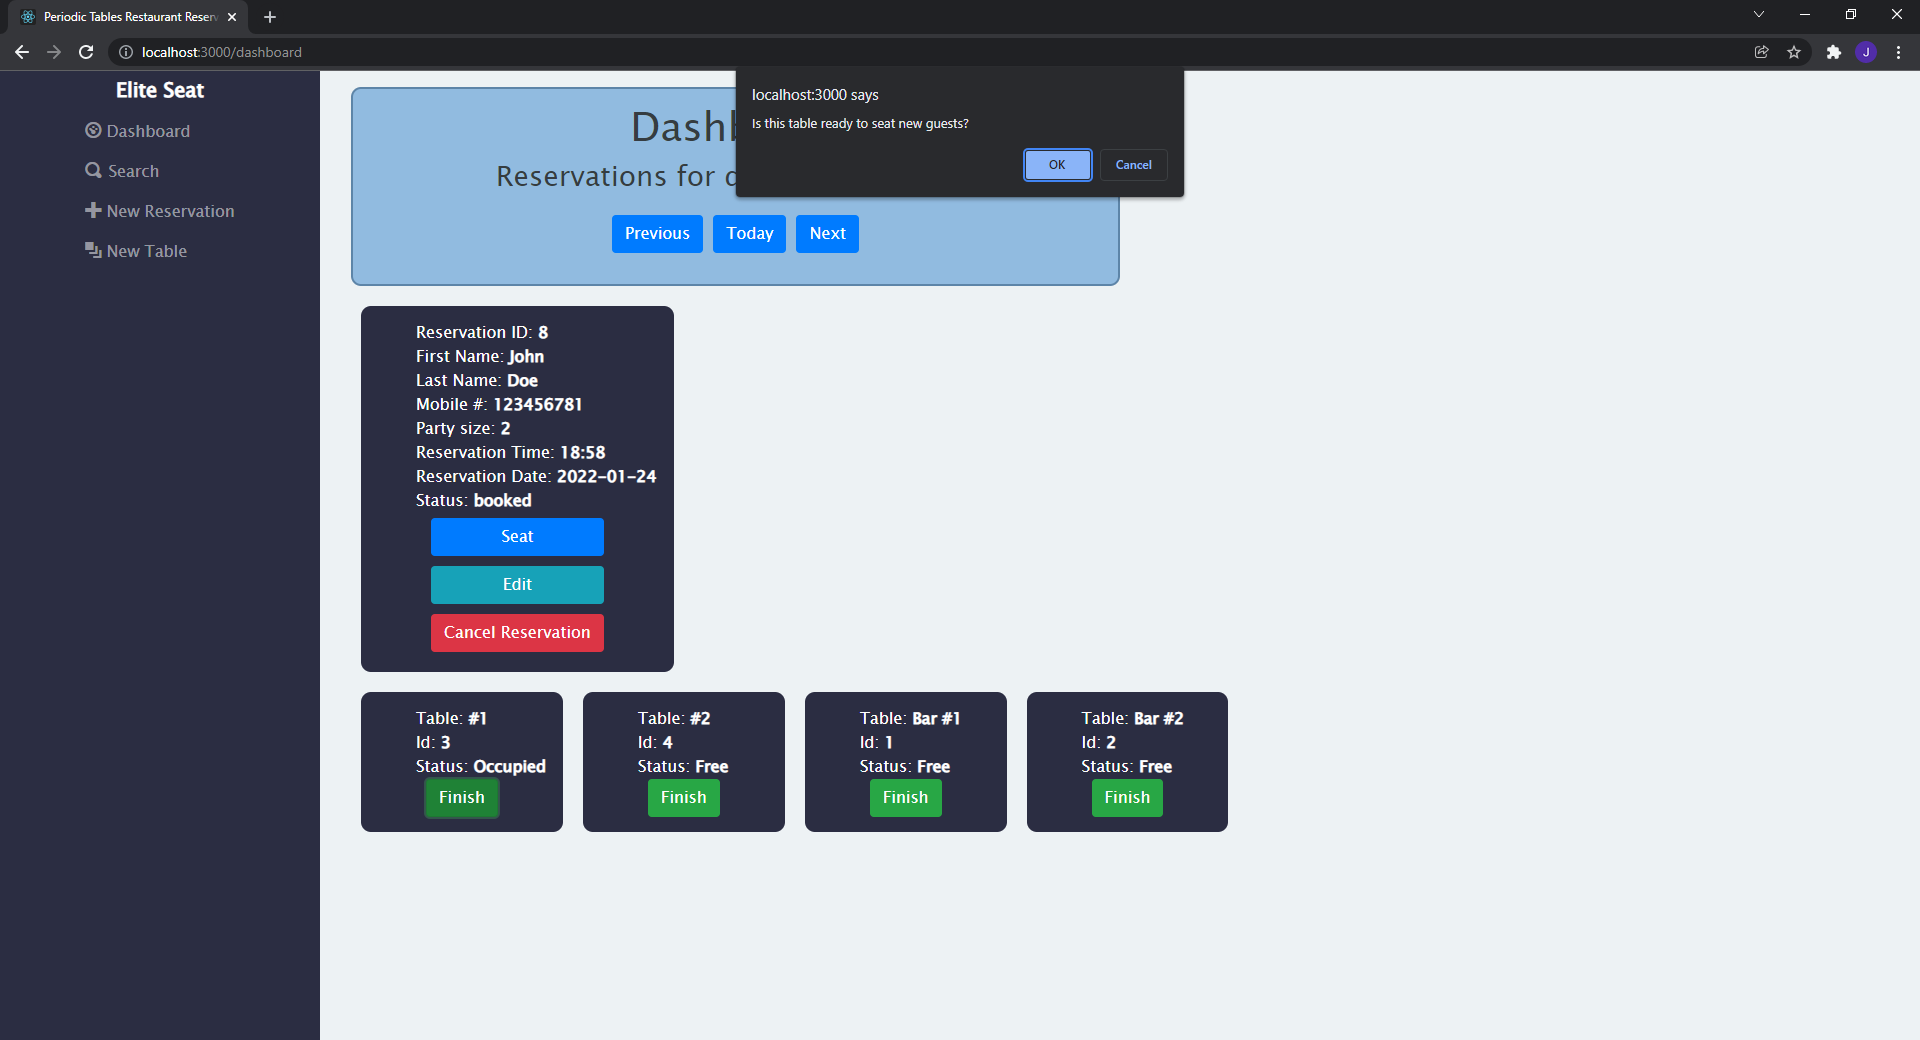 Periodic Tables Restaurant Reser
localhost:3000/dashboard
J
localhost:3000 says
Is this table ready to seat new guests?
OK
Cancel
Elite Seat
Dashboard
Search
New Reservation
New Table
Dashb
Reservations for d
Previous
Today
Next
Reservation ID: 8
First Name: John
Last Name: Doe
Mobile #: 123456781
Party size: 2
Reservation Time: 18:58
Reservation Date: 2022-01-24
Status: booked
Seat
Edit
Cancel Reservation
Table: #1
Id: 3
Status: Occupied
Finish
Table: #2
Id: 4
Status: Free
Finish
Table: Bar #1
Id: 1
Status: Free
Finish
Table: Bar #2
Id: 2
Status: Free
Finish